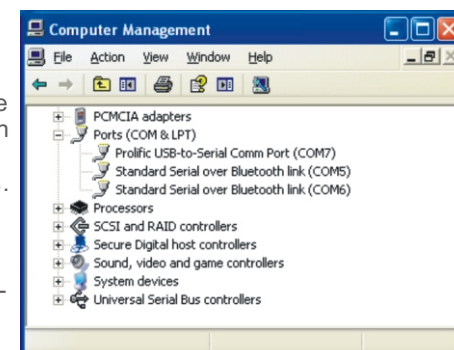 Computer Management
File Action View Window Help
PCMCIA adapters
Ports (COM & LPT)
Prolific USB-to-Serial Comm Port (COM7)
Standard Serial over Bluetooth link (COM5)
Standard Serial over Bluetooth link (COM6)
Processors
SCSI and RAID controllers
Secure Digital host controllers
Sound, video and game controllers
System devices
Universal Serial Bus controllers